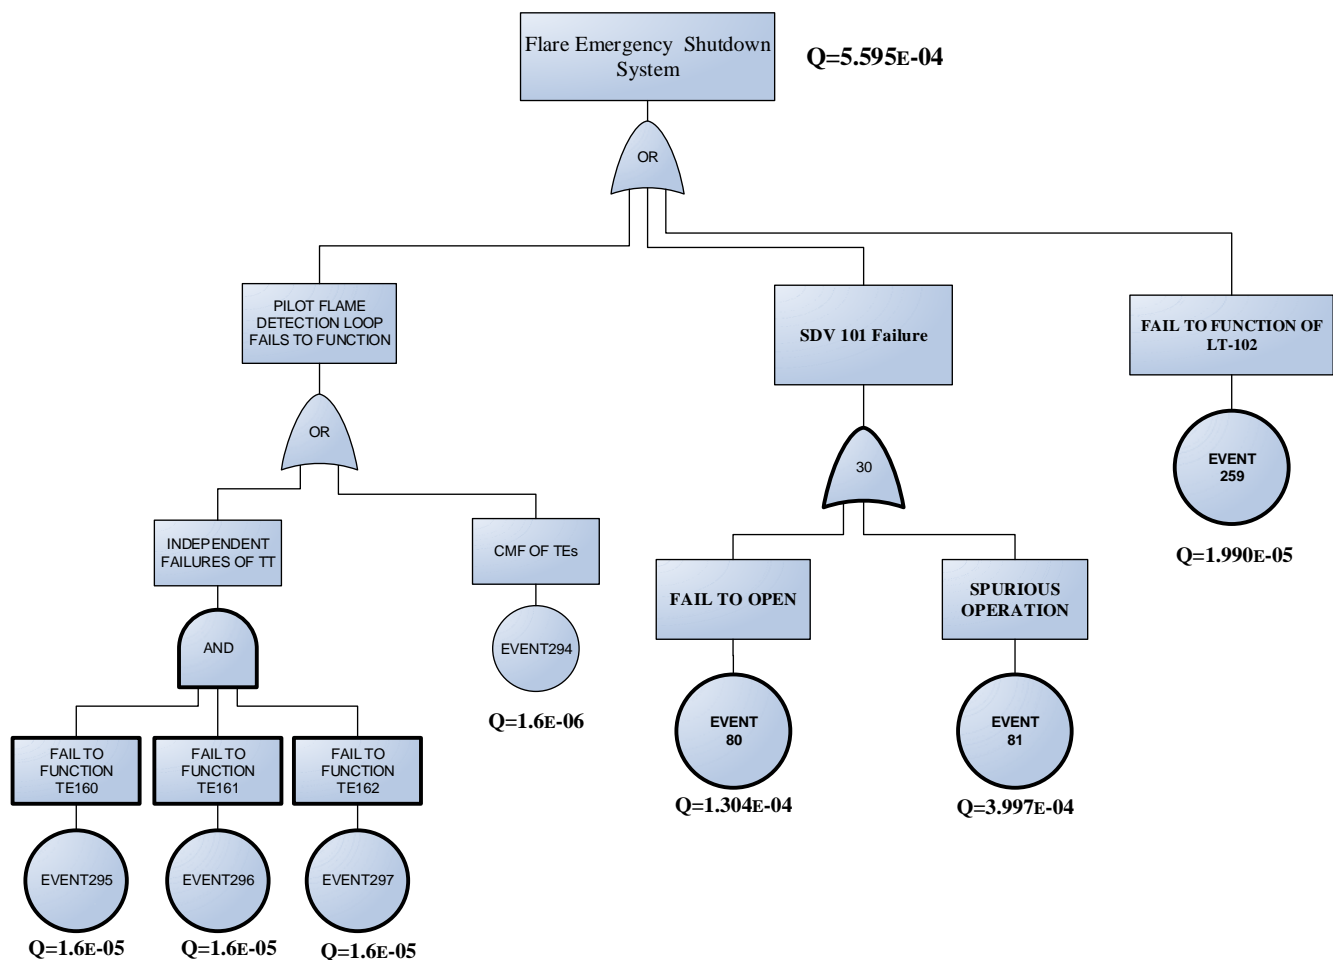 Flare Emergency Shutdown
System
Q=5.595E-04
OR
PILOT FLAME
DETECTION LOOP
FAILS TO FUNCTION
SDV 101 Failure
FAIL TO FUNCTION OF
LT-102
OR
30
EVENT
259
Q=1.990E-05
INDEPENDENT
FAILURES OF TT
CMF OF TEs
FAIL TO OPEN
SPURIOUS
OPERATION
AND
EVENT294
Q=1.6E-06
EVENT
80
Q=1.304E-04
EVENT
81
Q=3.997E-04
FAIL TO
FUNCTION
TE160
FAIL TO
FUNCTION
TE161
FAIL TO
FUNCTION
TE162
EVENT295
EVENT296
EVENT297
Q=1.6E-05
Q=1.6E-05
Q=1.6E-05